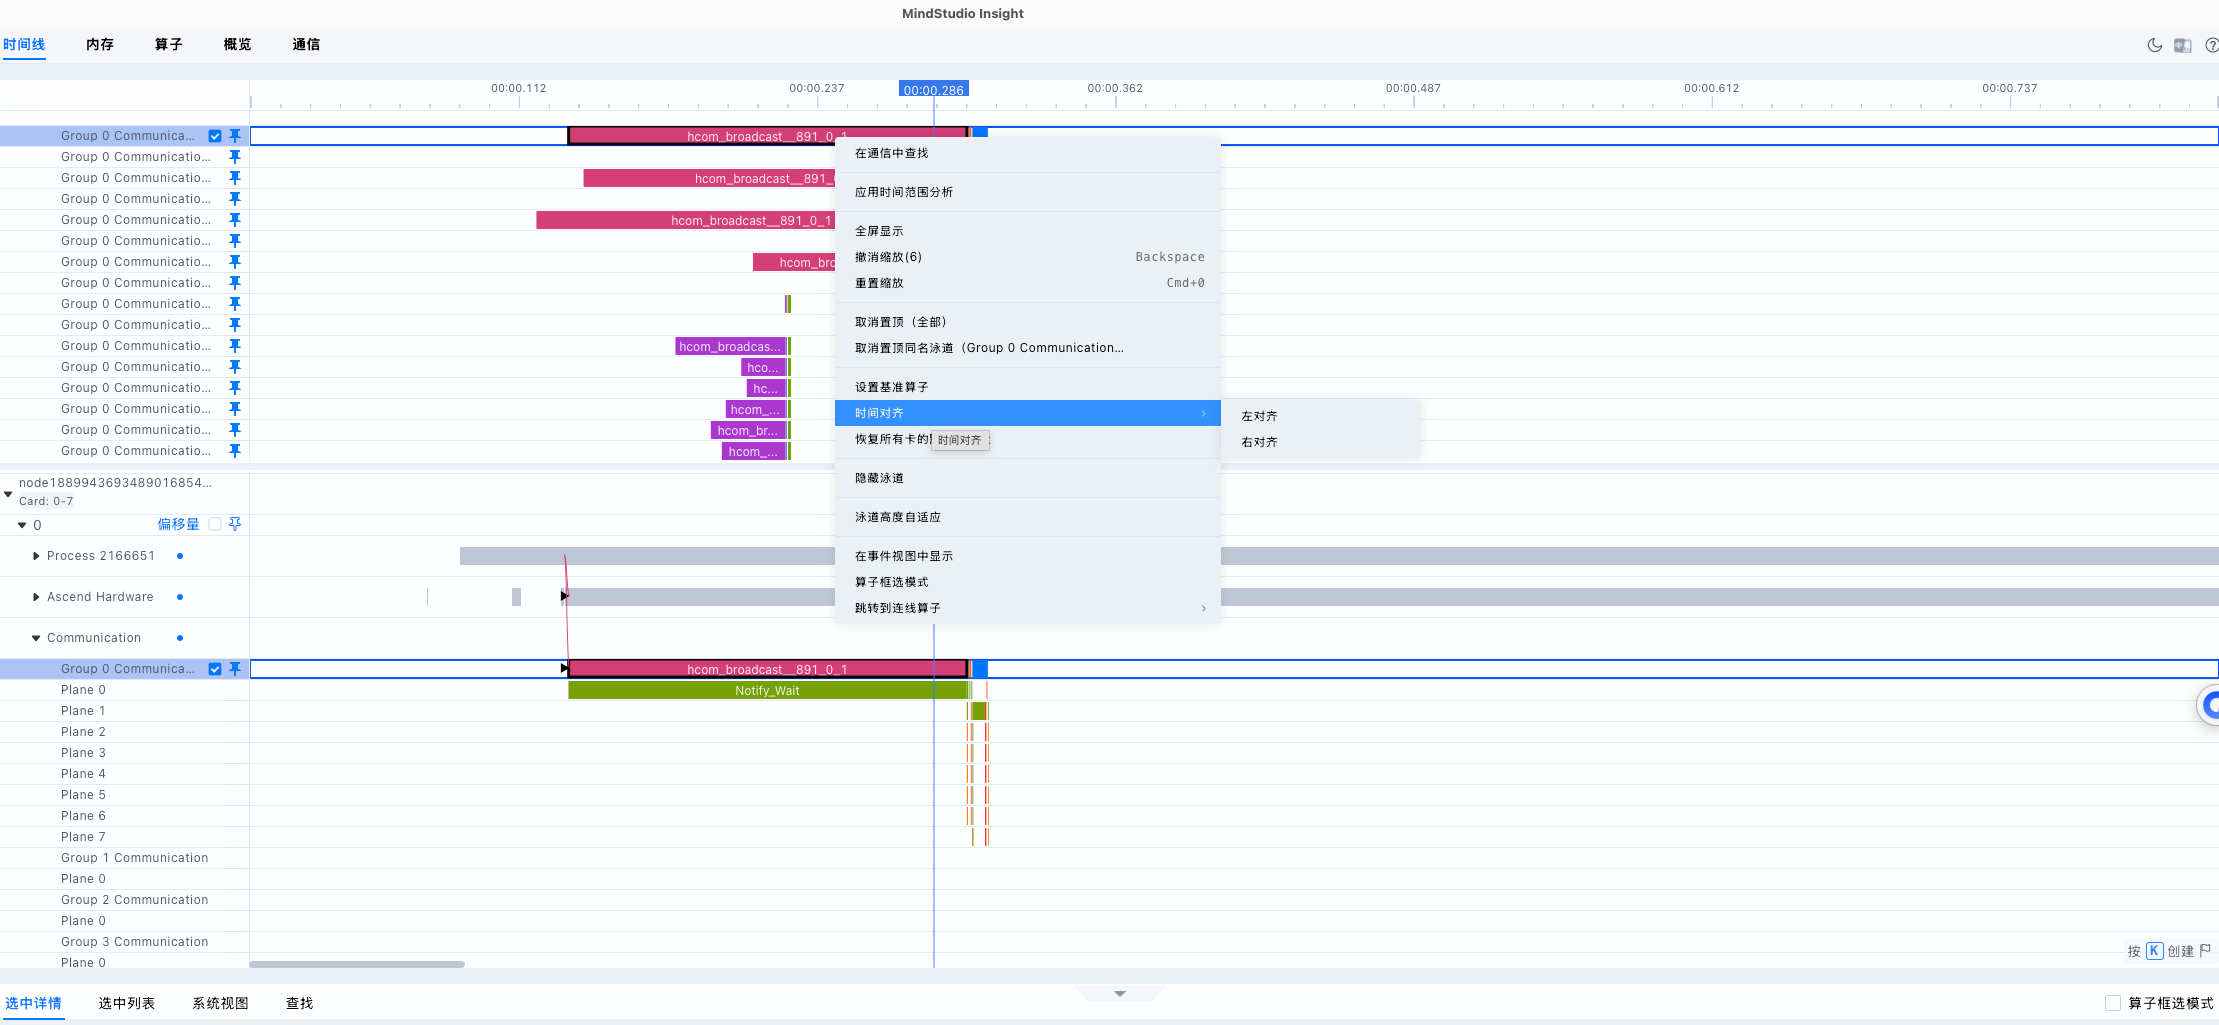 MindStudio Insight
时间线 内存 算子 概览 通信
00:00.112 00:00.237 00:00.286 00:00.362 00:00.487 00:00.612 00:00.737
Group 0 Communica... hcom_broadcast__891_0_1
Group 0 Communicatio...
Group 0 Communicatio... hcom_broadcast__891_
Group 0 Communicatio...
Group 0 Communicatio... hcom_broadcast__891_0_1
Group 0 Communicatio...
Group 0 Communicatio... hcom_bro
Group 0 Communicatio...
Group 0 Communicatio...
Group 0 Communicatio...
Group 0 Communicatio... hcom_broadcas...
Group 0 Communicatio... hco...
Group 0 Communicatio... hc...
Group 0 Communicatio... hcom_...
Group 0 Communicatio... hcom_br...
Group 0 Communicatio... hcom_...
在通信中查找
应用时间范围分析
全屏显示
撤消缩放(6) Backspace
重置缩放 Cmd+0
取消置顶（全部）
取消置顶同名泳道（Group 0 Communication...
设置基准算子
时间对齐
左对齐
右对齐
恢复所有卡的
时间对齐
隐藏泳道
泳道高度自适应
在事件视图中显示
算子框选模式
跳转到连线算子
node1889943693489016854...
Card: 0-7
0 偏移量
Process 2166651
Ascend Hardware
Communication
Group 0 Communica... hcom_broadcast__891_0_1
Plane 0 Notify_Wait
Plane 1
Plane 2
Plane 3
Plane 4
Plane 5
Plane 6
Plane 7
Group 1 Communication
Plane 0
Group 2 Communication
Plane 0
Group 3 Communication
Plane 0
按 K 创建
选中详情 选中列表 系统视图 查找
算子框选模式